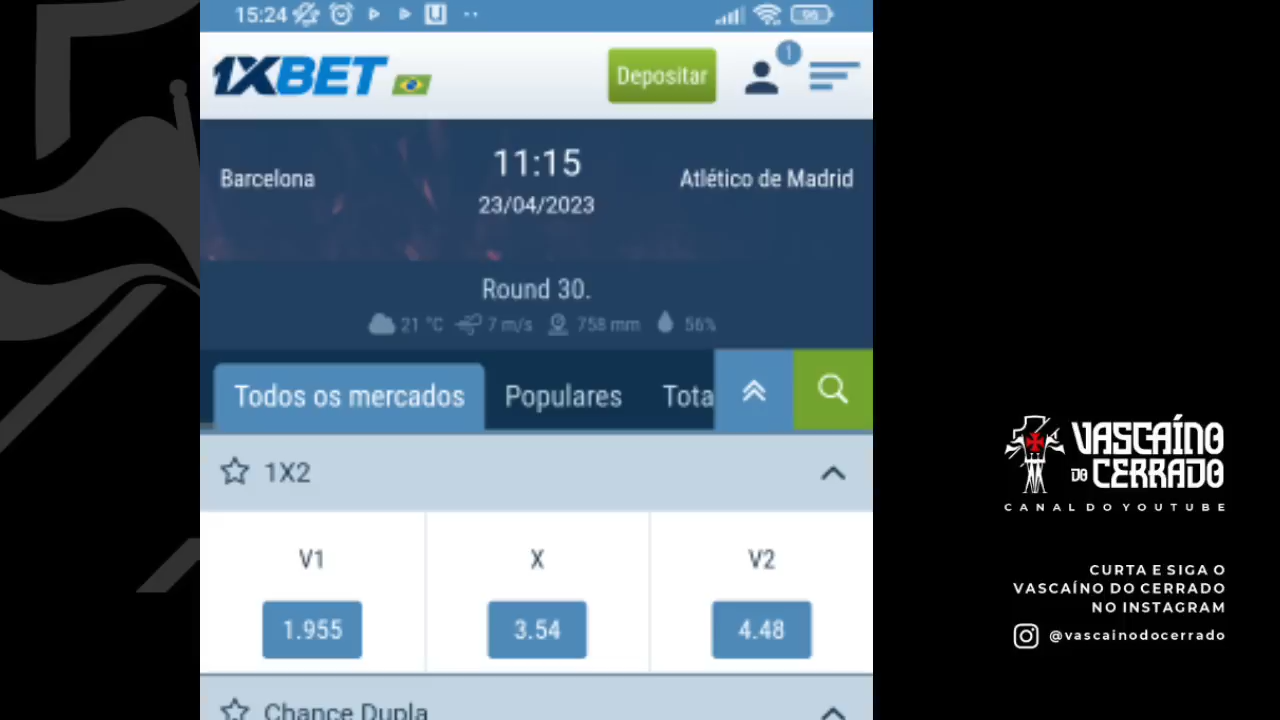 15:24
96
1XBET
Depositar
1
Barcelona
11:15
Atlético de Madrid
23/04/2023
Round 30.
21 °C
7 m/s
758 mm
56%
Todos os mercados
Populares
Tota
1X2
V1
X
V2
1.955
3.54
4.48
Chance Dupla
VASCAÍNO
DO CERRADO
CANAL DO YOUTUBE
CURTA E SIGA O
VASCAÍNO DO CERRADO
NO INSTAGRAM
@vascainodocerrado